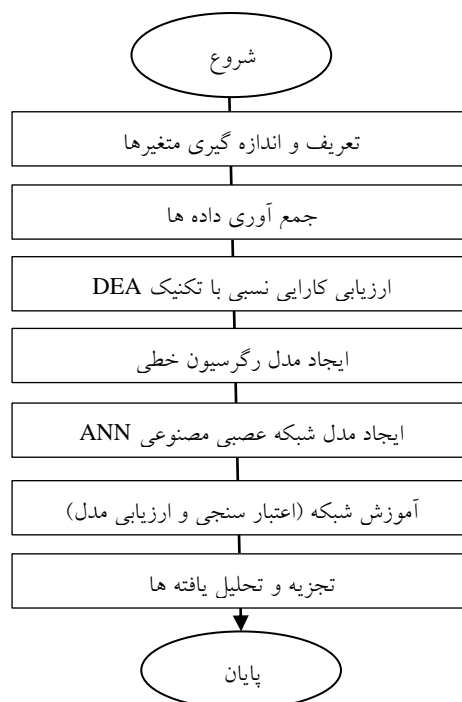 شروع
تعریف و اندازه گیری متغیرها
جمع آوری داده ها
ارزیابی کارایی نسبی با تکنیک DEA
ایجاد مدل رگرسیون خطی
ایجاد مدل شبکه عصبی مصنوعی ANN
آموزش شبکه (اعتبار سنجی و ارزیابی مدل)
تجزیه و تحلیل یافته ها
پایان